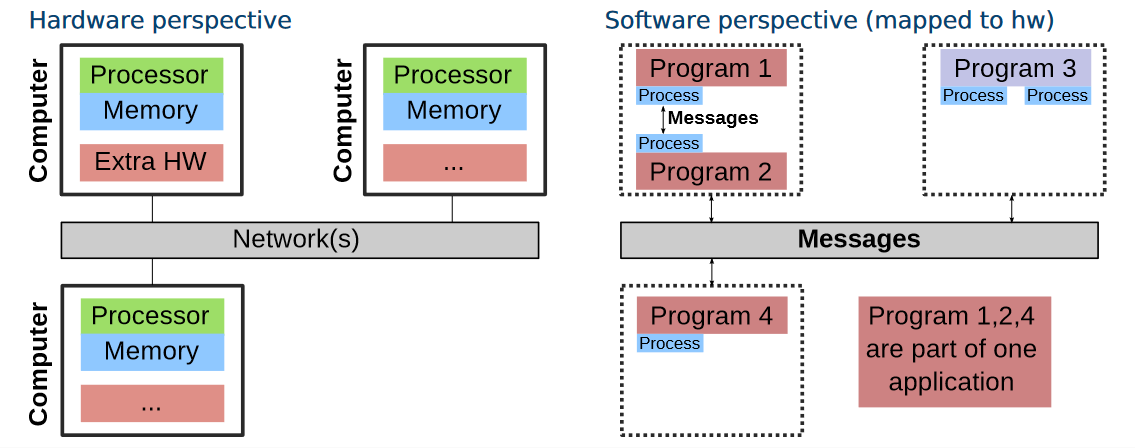 Hardware perspective
Computer
Processor
Memory
Extra HW
Computer
Processor
Memory
...
Network(s)
Computer
Processor
Memory
...
Software perspective (mapped to hw)
Program 1
Process
Messages
Process
Program 2
Program 3
Process Process
Messages
Program 4
Process
Program 1,2,4
are part of one
application